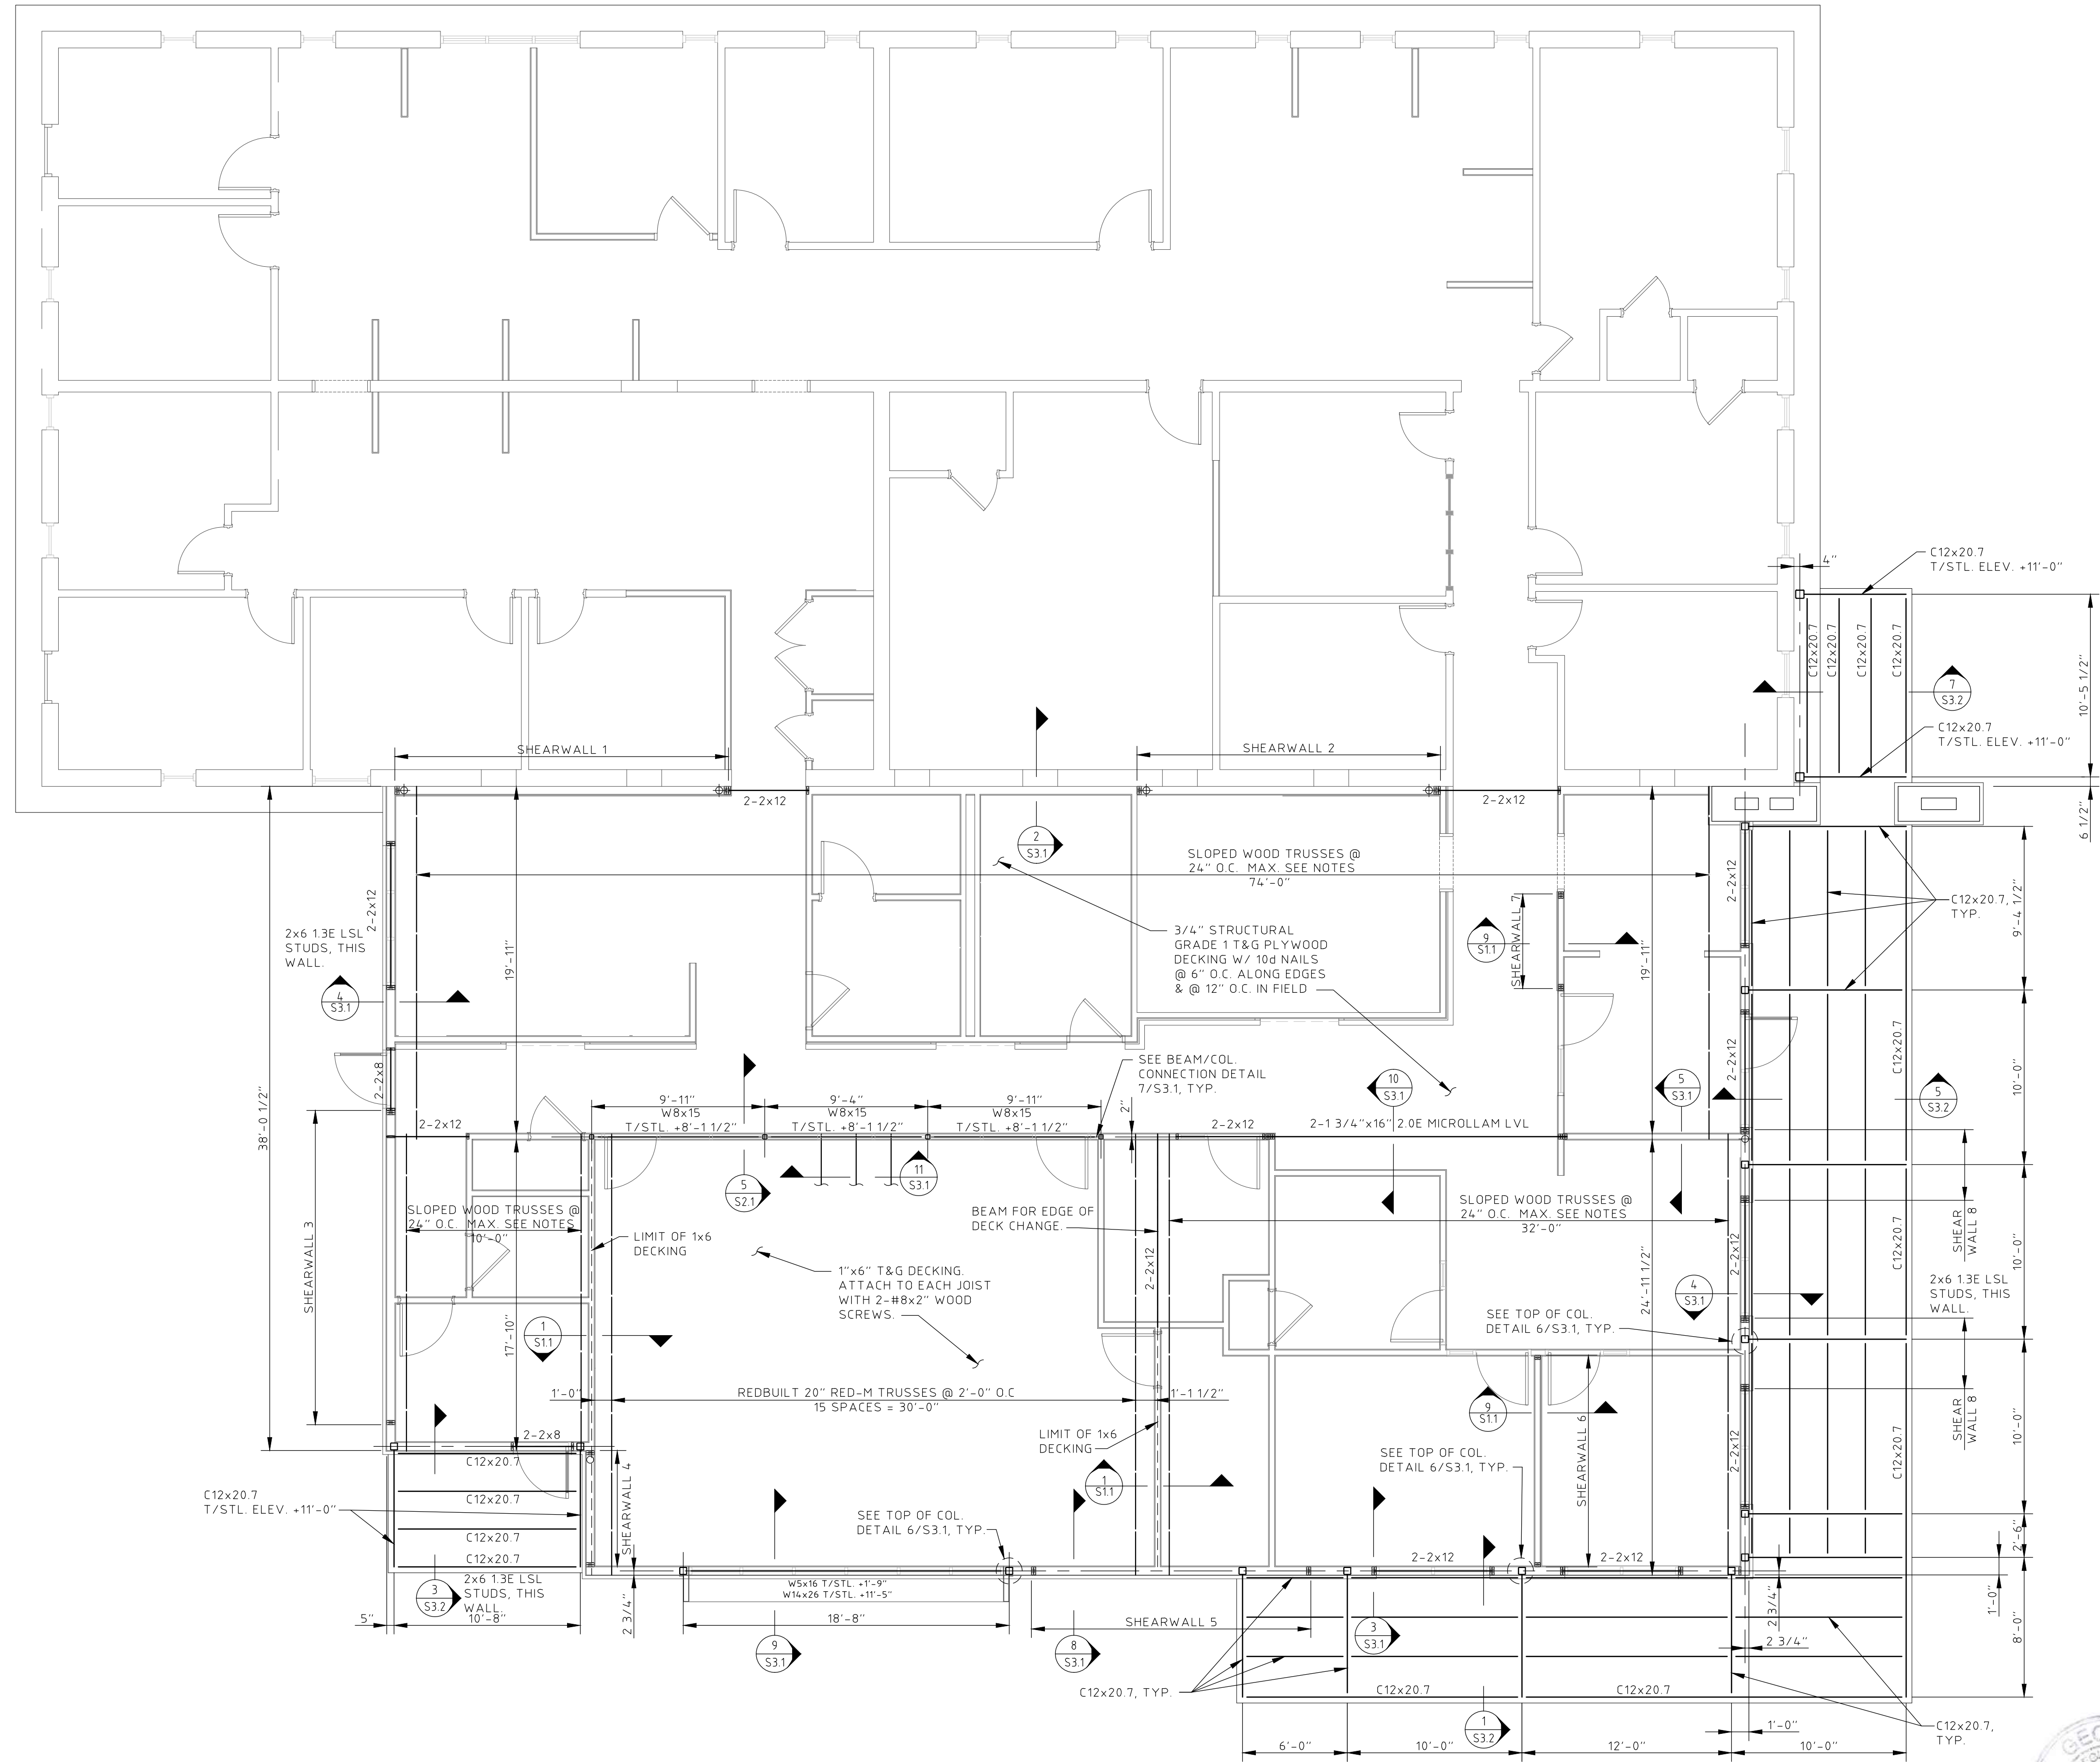 C12x20.7
T/STL. ELEV. +11'-0"
4"
C12x20.7
C12x20.7
C12x20.7
C12x20.7
7
S3.2
10'-5 1/2"
C12x20.7
T/STL. ELEV. +11'-0"
6 1/2"
SHEARWALL 1
SHEARWALL 2
2-2x12
2-2x12
2
S3.1
SLOPED WOOD TRUSSES @
24" O.C. MAX. SEE NOTES
74'-0"
2-2x12
2-2x12
C12x20.7,
TYP.
9'-4 1/2"
2x6 1.3E LSL
STUDS, THIS
WALL.
4
S3.1
19'-11"
3/4" STRUCTURAL
GRADE 1 T&G PLYWOOD
DECKING W/ 10d NAILS
@ 6" O.C. ALONG EDGES
& @ 12" O.C. IN FIELD
9
S1.1
SHEARWALL 7
19'-11"
2-2x12
C12x20.7
10'-0"
SEE BEAM/COL.
CONNECTION DETAIL
7/S3.1, TYP.
10
S3.1
5
S3.1
5
S3.2
38'-0 1/2"
2-2x8
2-2x12
9'-11"
W8x15
T/STL. +8'-1 1/2"
9'-4"
W8x15
T/STL. +8'-1 1/2"
9'-11"
W8x15
T/STL. +8'-1 1/2"
2"
2-2x12
2-1 3/4"x16" 2.0E MICROLLAM LVL
5
S2.1
11
S3.1
SHEARWALL 3
SLOPED WOOD TRUSSES @
24" O.C. MAX. SEE NOTES
10'-0"
LIMIT OF 1x6
DECKING
BEAM FOR EDGE OF
DECK CHANGE.
2-2x12
SLOPED WOOD TRUSSES @
24" O.C. MAX. SEE NOTES
32'-0"
24'-11 1/2"
2-2x12
C12x20.7
SHEAR
WALL 8
10'-0"
1"x6" T&G DECKING.
ATTACH TO EACH JOIST
WITH 2-#8x2" WOOD
SCREWS.
4
S3.1
2x6 1.3E LSL
STUDS, THIS
WALL.
SEE TOP OF COL.
DETAIL 6/S3.1, TYP.
1
S1.1
17'-10"
1'-0"
REDBUILT 20" RED-M TRUSSES @ 2'-0" O.C
15 SPACES = 30'-0"
1'-1 1/2"
9
S1.1
SHEARWALL 6
2-2x12
C12x20.7
SHEAR
WALL 8
10'-0"
LIMIT OF 1x6
DECKING
SEE TOP OF COL.
DETAIL 6/S3.1, TYP.
2-2x8
C12x20.7
C12x20.7
C12x20.7
C12x20.7
C12x20.7
T/STL. ELEV. +11'-0"
SHEARWALL 4
1
S1.1
SEE TOP OF COL.
DETAIL 6/S3.1, TYP.
2'-6"
2-2x12
2-2x12
3
S3.2
2x6 1.3E LSL
STUDS, THIS
WALL.
5"
10'-8"
2 3/4"
W5x16 T/STL. +1'-9"
W14x26 T/STL. +11'-5"
18'-8"
SHEARWALL 5
9
S3.1
8
S3.1
3
S3.1
2 3/4"
2 3/4"
1'-0"
8'-0"
C12x20.7, TYP.
C12x20.7
C12x20.7
1
S3.2
1'-0"
C12x20.7,
TYP.
6'-0"
10'-0"
12'-0"
10'-0"